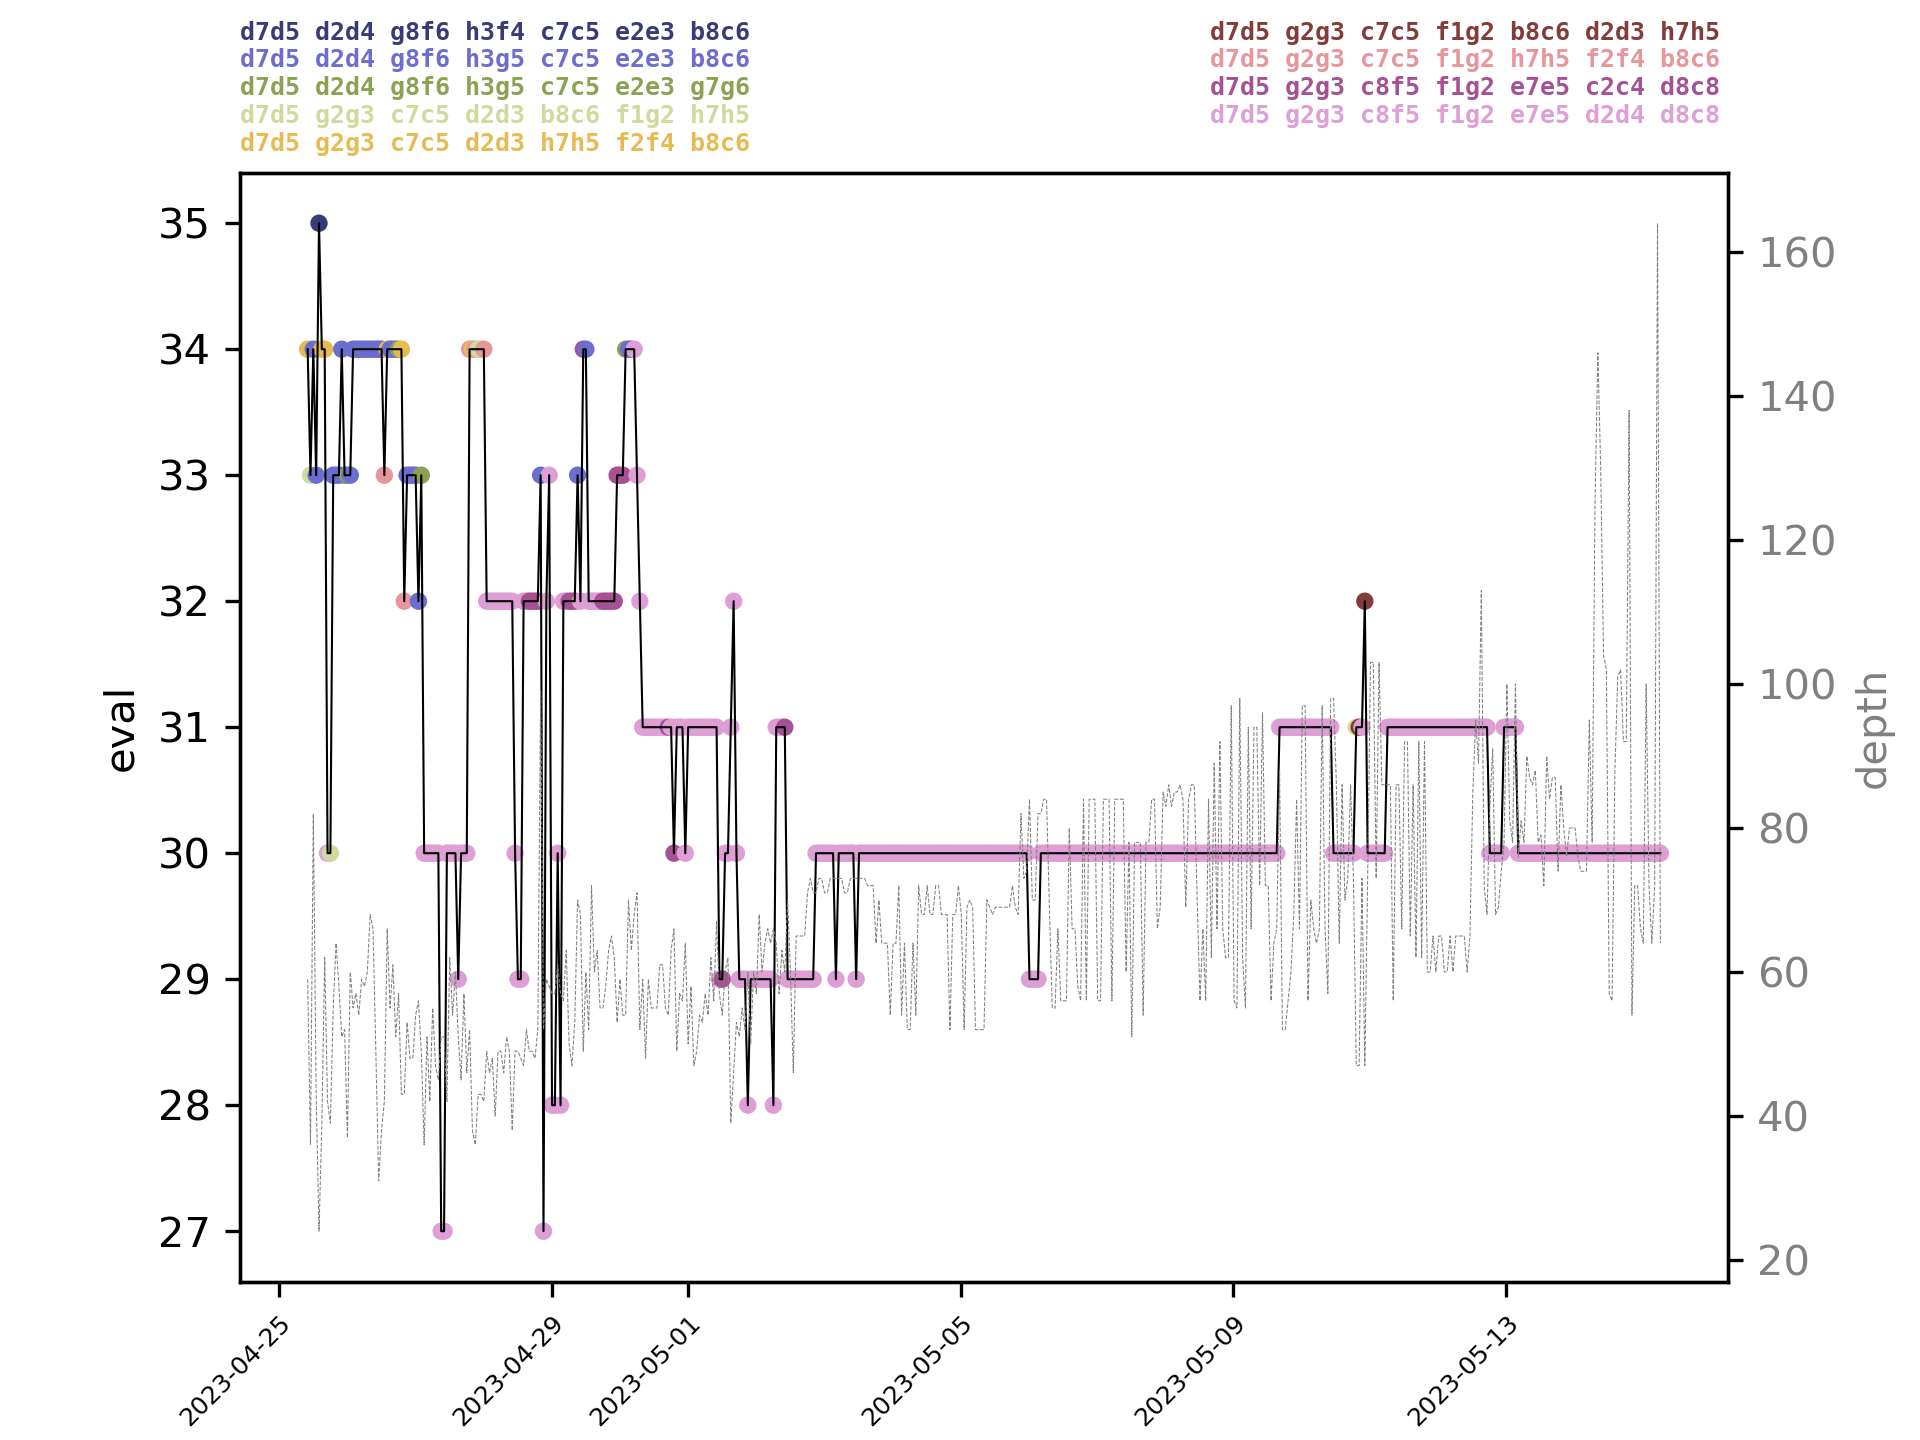 d7d5 d2d4 g8f6 h3f4 c7c5 e2e3 b8c6
d7d5 d2d4 g8f6 h3g5 c7c5 e2e3 b8c6
d7d5 d2d4 g8f6 h3g5 c7c5 e2e3 g7g6
d7d5 g2g3 c7c5 d2d3 b8c6 f1g2 h7h5
d7d5 g2g3 c7c5 d2d3 h7h5 f2f4 b8c6
d7d5 g2g3 c7c5 f1g2 b8c6 d2d3 h7h5
d7d5 g2g3 c7c5 f1g2 h7h5 f2f4 b8c6
d7d5 g2g3 c8f5 f1g2 e7e5 c2c4 d8c8
d7d5 g2g3 c8f5 f1g2 e7e5 d2d4 d8c8
35
34
33
32
31
30
29
28
27
eval
160
140
120
100
80
60
40
20
depth
2023-04-25
2023-04-29
2023-05-01
2023-05-05
2023-05-09
2023-05-13